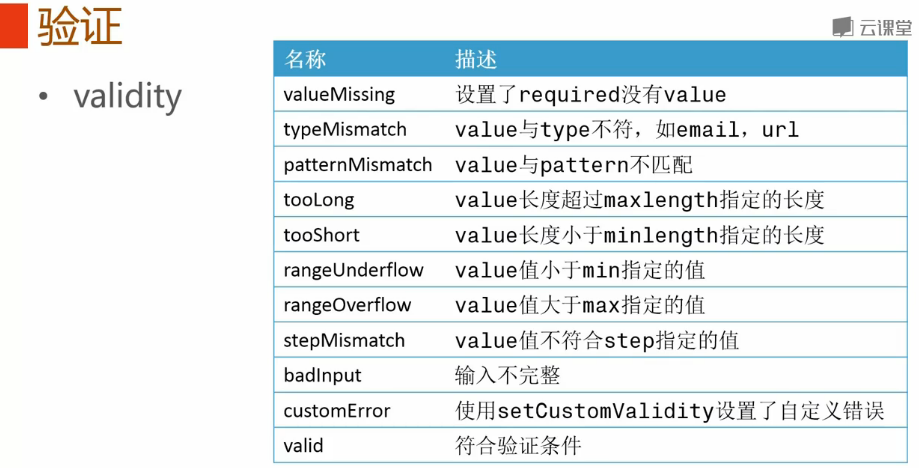 验证
云课堂
• validity
名称 描述
valueMissing 设置了required没有value
typeMismatch value与type不符，如email，url
patternMismatch value与pattern不匹配
tooLong value长度超过maxlength指定的长度
tooShort value长度小于minlength指定的长度
rangeUnderflow value值小于min指定的值
rangeOverflow value值大于max指定的值
stepMismatch value值不符合step指定的值
badInput 输入不完整
customError 使用setCustomValidity设置了自定义错误
valid 符合验证条件